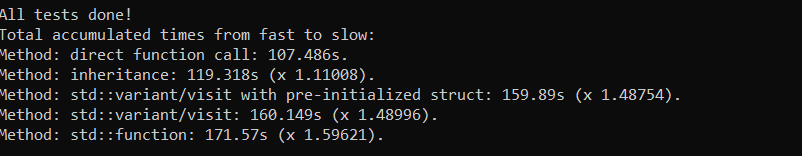 All tests done!
Total accumulated times from fast to slow:
Method: direct function call: 107.486s.
Method: inheritance: 119.318s (x 1.11008).
Method: std::variant/visit with pre-initialized struct: 159.89s (x 1.48754).
Method: std::variant/visit: 160.149s (x 1.48996).
Method: std::function: 171.57s (x 1.59621).